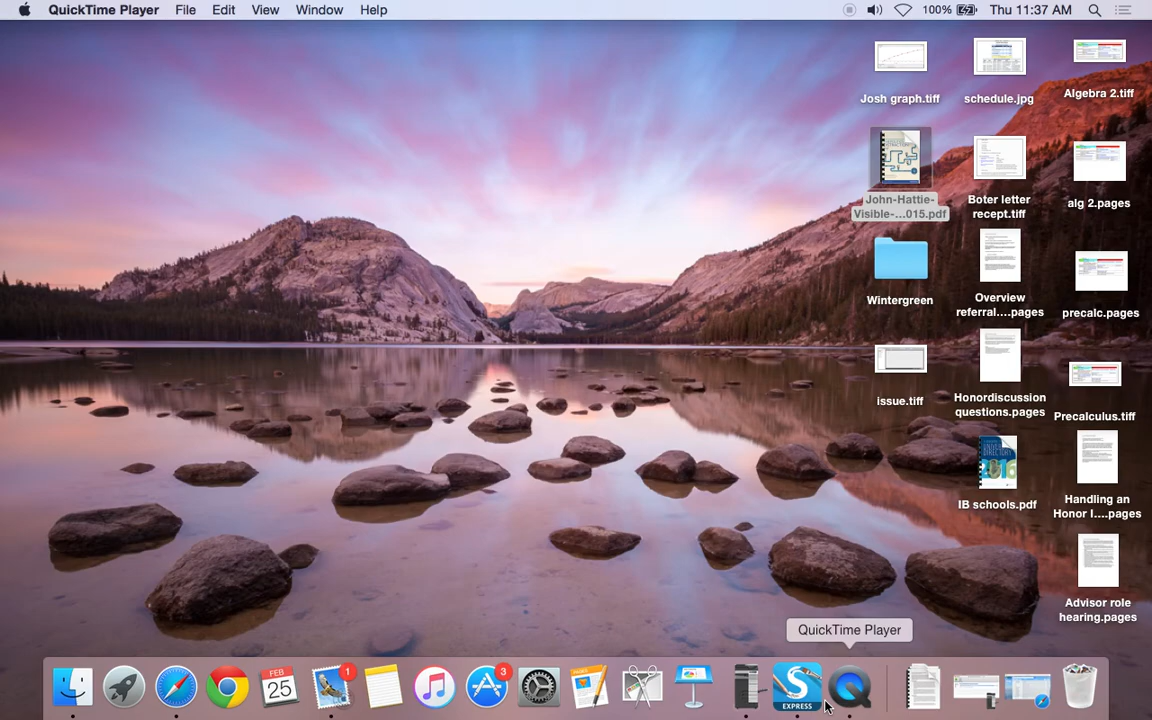 QuickTime Player File Edit View Window Help 100% Thu 11:37 AM
Josh graph.tiff
schedule.jpg
Algebra 2.tiff
John-Hattie-
Visible-...015.pdf
Boter letter
recept.tiff
alg 2.pages
Wintergreen
Overview
referral....pages
precalc.pages
issue.tiff
Honordiscussion
questions.pages
Precalculus.tiff
IB schools.pdf
Handling an
Honor I....pages
Advisor role
hearing.pages
QuickTime Player
FEB
25
1
3
PAGES
S
EXPRESS